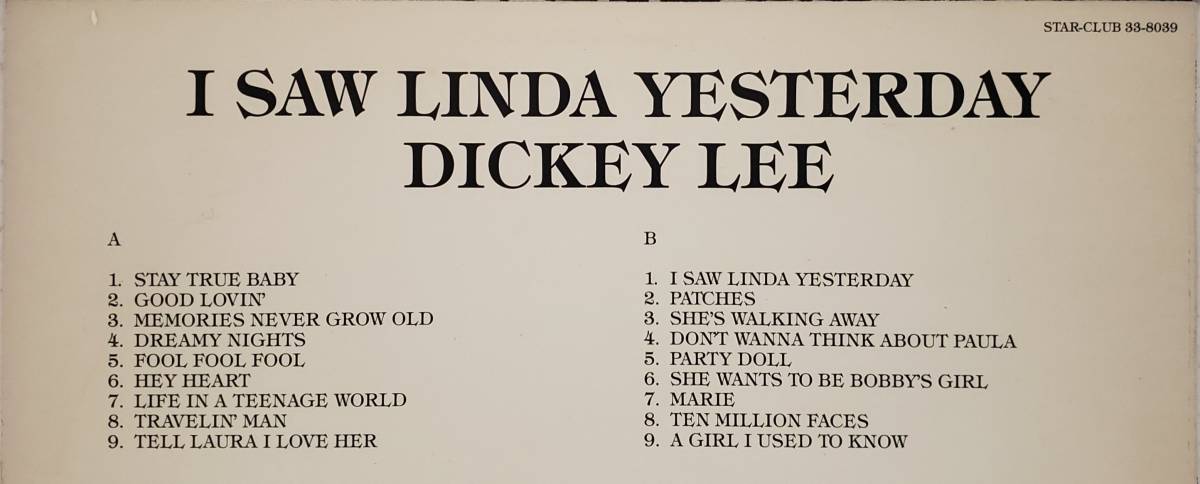 STAR-CLUB 33-8039
I SAW LINDA YESTERDAY
DICKEY LEE
A
1. STAY TRUE BABY
2. GOOD LOVIN'
3. MEMORIES NEVER GROW OLD
4. DREAMY NIGHTS
5. FOOL FOOL FOOL
6. HEY HEART
7. LIFE IN A TEENAGE WORLD
8. TRAVELIN' MAN
9. TELL LAURA I LOVE HER
B
1. I SAW LINDA YESTERDAY
2. PATCHES
3. SHE'S WALKING AWAY
4. DON'T WANNA THINK ABOUT PAULA
5. PARTY DOLL
6. SHE WANTS TO BE BOBBY'S GIRL
7. MARIE
8. TEN MILLION FACES
9. A GIRL I USED TO KNOW